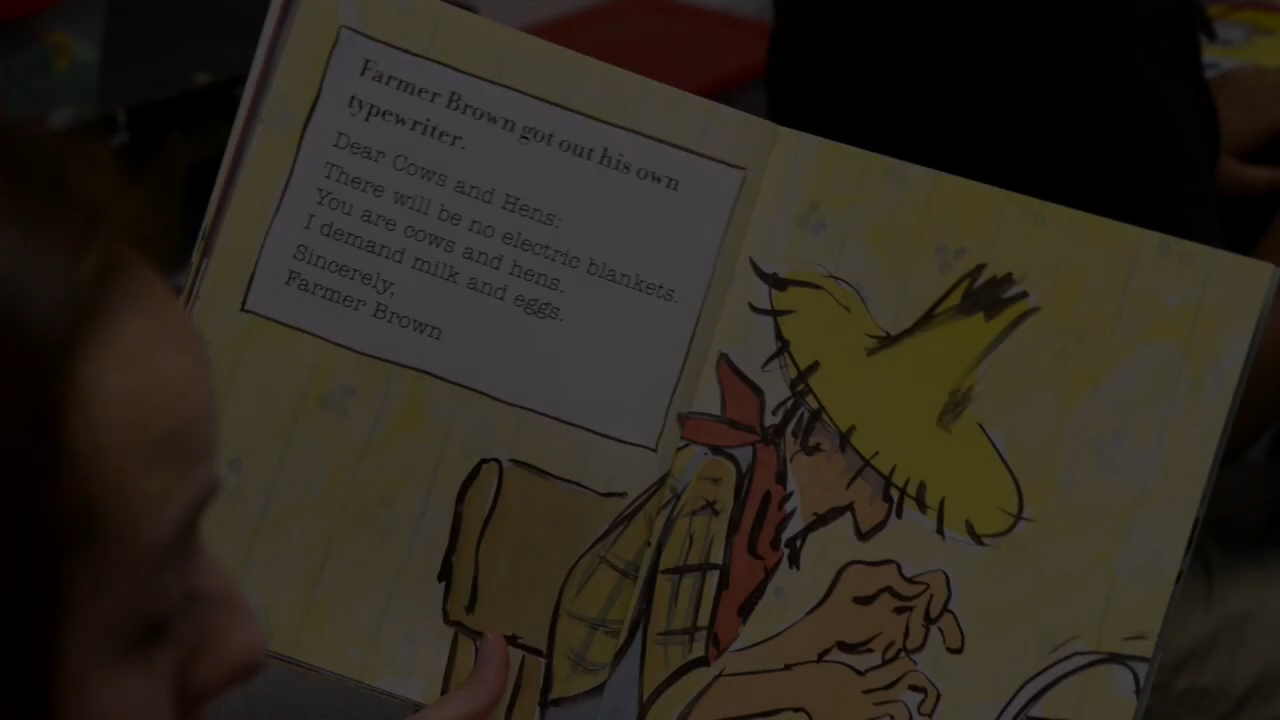 Farmer Brown got out his own
typewriter.
Dear Cows and Hens:
There will be no electric blankets.
You are cows and hens.
I demand milk and eggs.
Sincerely,
Farmer Brown